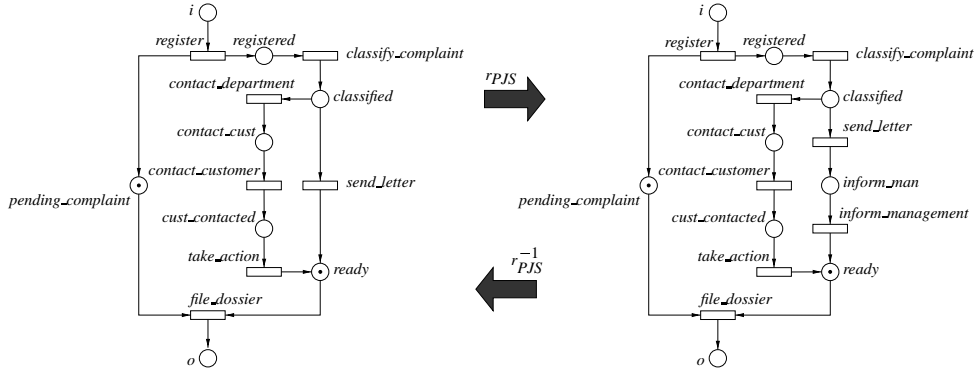 i
register
registered
classify_complaint
contact_department
classified
contact_cust
contact_customer
send_letter
pending_complaint
cust_contacted
take_action
ready
file_dossier
o
r_PJS
r_PJS^-1
i
register
registered
classify_complaint
contact_department
classified
send_letter
contact_cust
contact_customer
inform_man
pending_complaint
cust_contacted
inform_management
take_action
ready
file_dossier
o